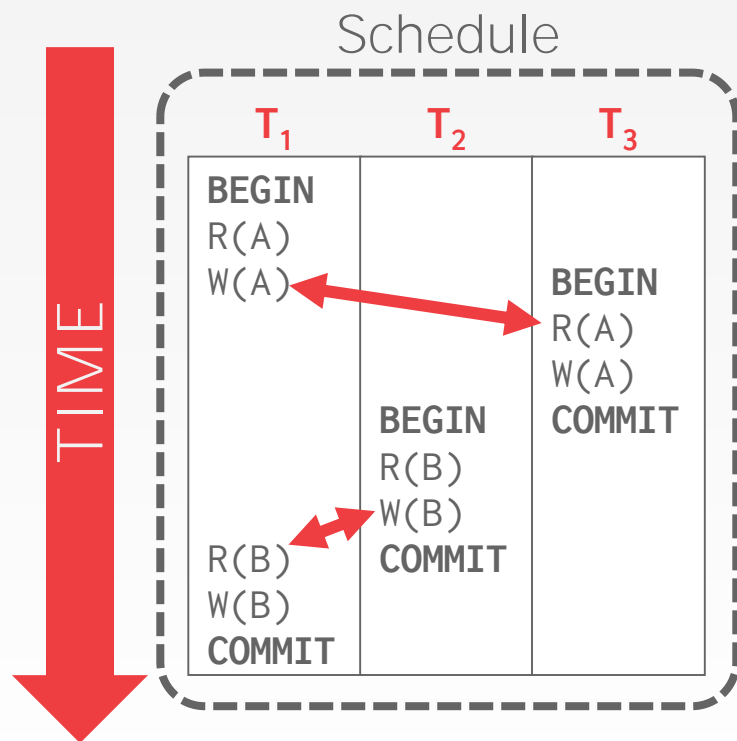 Schedule
TIME
T1 T2 T3
BEGIN
R(A)
W(A) BEGIN
R(A)
W(A)
BEGIN COMMIT
R(B)
W(B)
R(B) COMMIT
W(B)
COMMIT